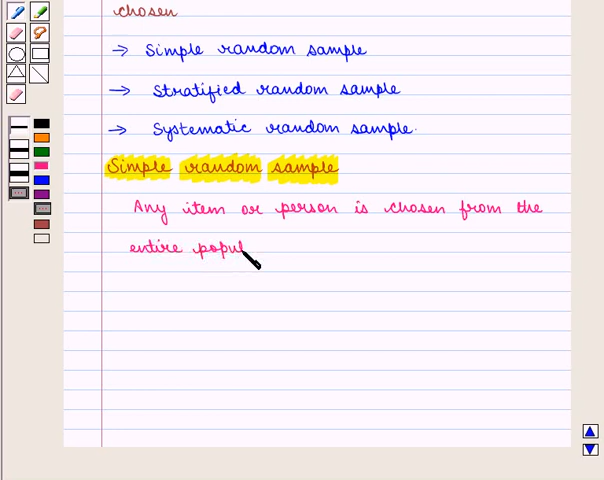 chosen
→ Simple random sample
→ Stratified random sample
→ Systematic random sample.
Simple random sample
Any item or person is chosen from the
entire popul